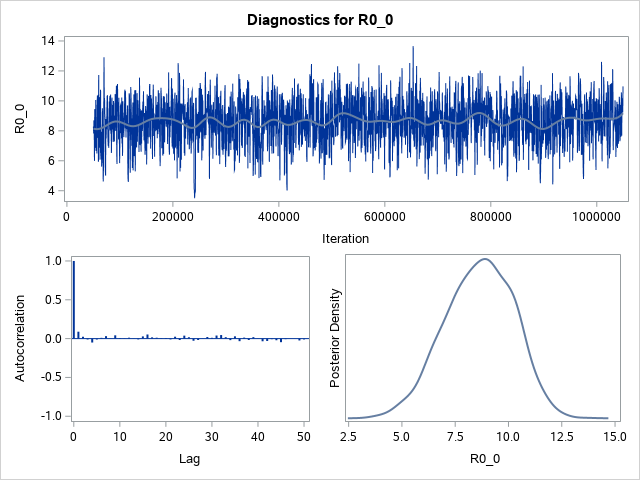 Diagnostics for R0_0
14
12
10
8
6
4
R0_0
0 200000 400000 600000 800000 1000000
Iteration
1.0
0.5
0.0
-0.5
-1.0
Autocorrelation
0 10 20 30 40 50
Lag
Posterior Density
2.5 5.0 7.5 10.0 12.5 15.0
R0_0